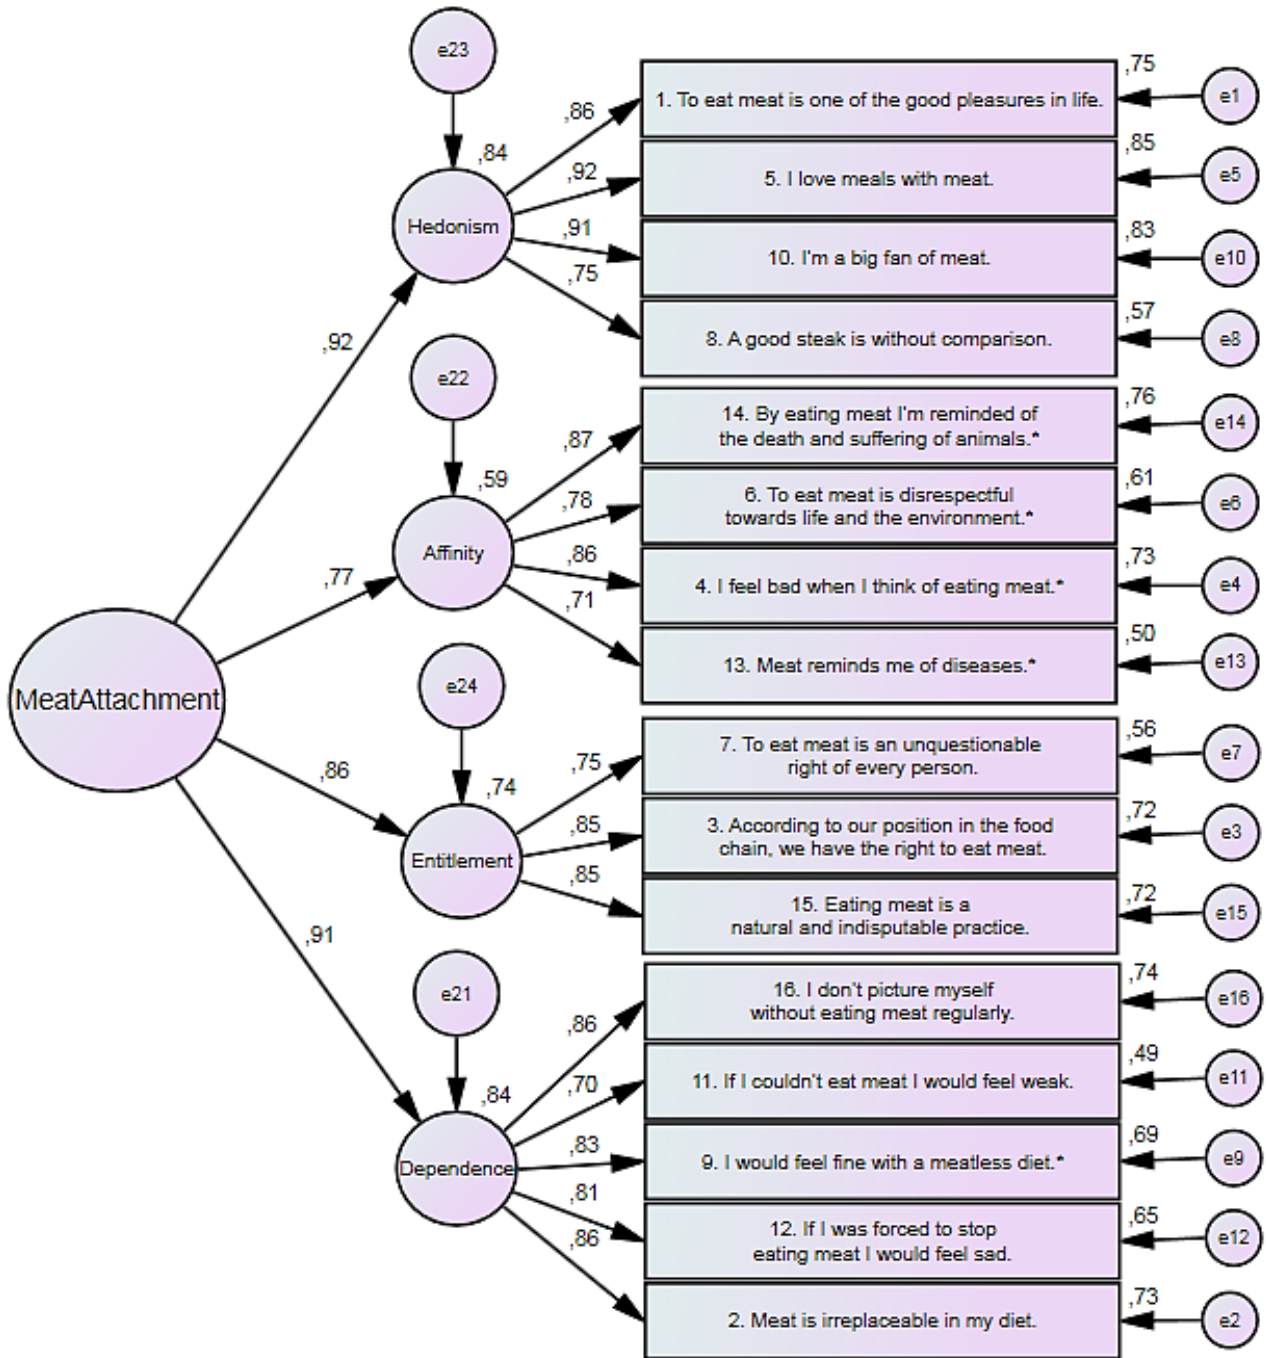 e23
,75
1. To eat meat is one of the good pleasures in life.
e1
,86
,84
,92
,85
5. I love meals with meat.
e5
Hedonism
,91
,83
10. I'm a big fan of meat.
e10
,75
,57
8. A good steak is without comparison.
e8
,92
e22
,76
14. By eating meat I'm reminded of
the death and suffering of animals.*
e14
,87
,59
,78
,61
6. To eat meat is disrespectful
towards life and the environment.*
e6
Affinity
,86
,73
4. I feel bad when I think of eating meat.*
e4
,77
,71
,50
13. Meat reminds me of diseases.*
e13
MeatAttachment
e24
,56
7. To eat meat is an unquestionable
right of every person.
e7
,86
,75
,74
,85
,72
3. According to our position in the food
chain, we have the right to eat meat.
e3
Entitlement
,85
,72
15. Eating meat is a
natural and indisputable practice.
e15
,91
e21
,74
16. I don't picture myself
without eating meat regularly.
e16
,86
,84
,70
,49
11. If I couldn't eat meat I would feel weak.
e11
Dependence
,83
,69
9. I would feel fine with a meatless diet.*
e9
,81
,65
12. If I was forced to stop
eating meat I would feel sad.
e12
,86
,73
2. Meat is irreplaceable in my diet.
e2